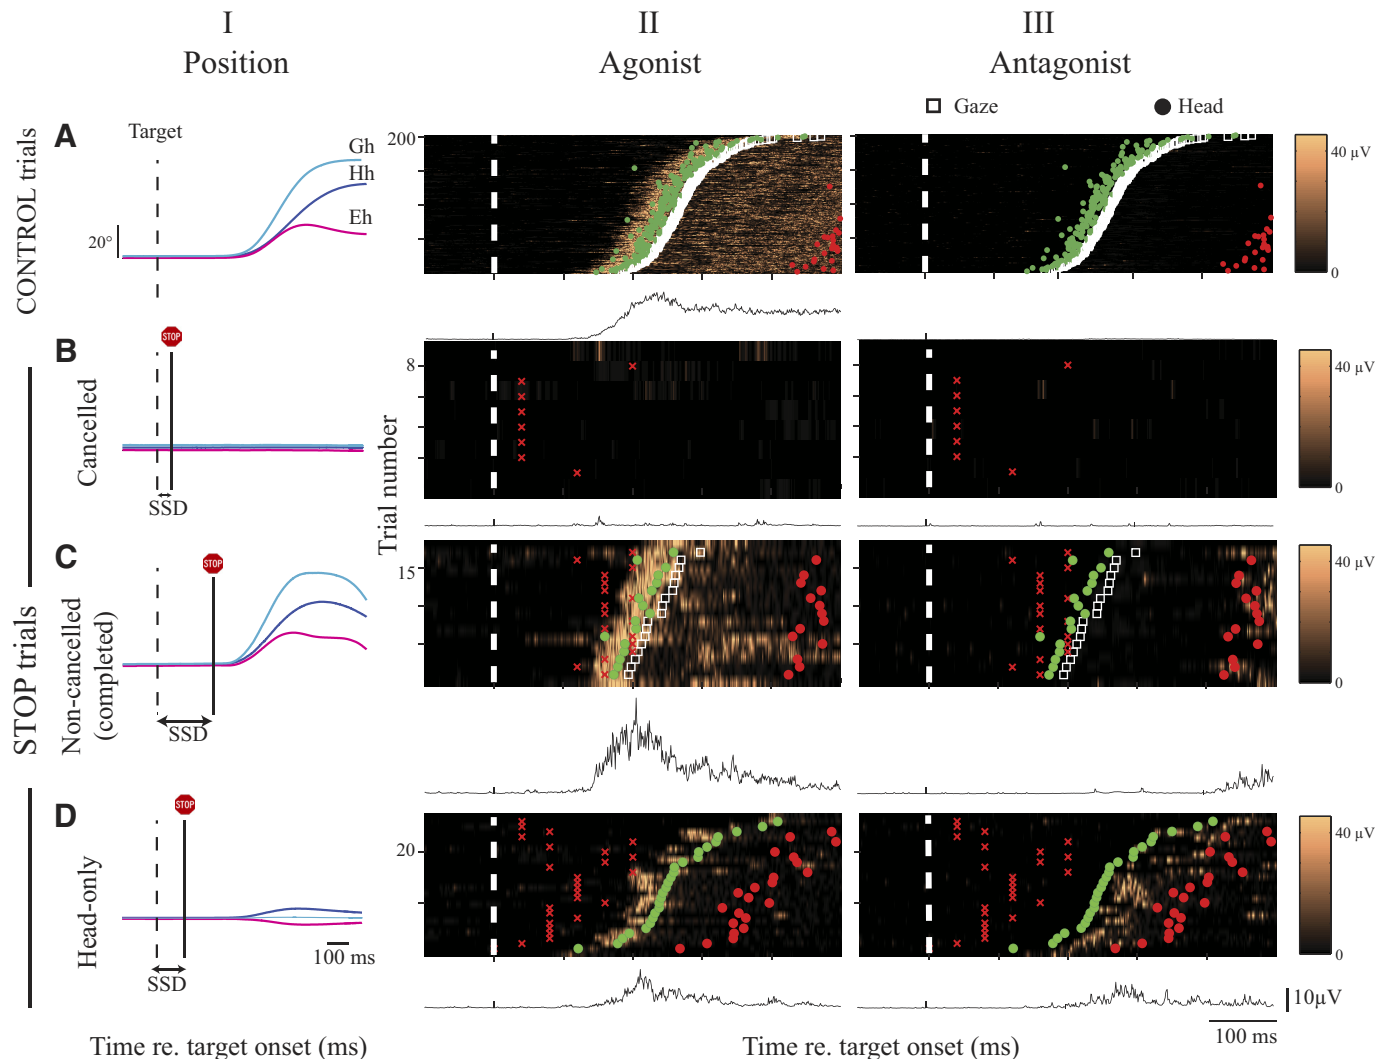 I
II
III
Position
Agonist
Antagonist
Gaze
Head
CONTROL trials
A
Target
Gh
Hh
Eh
20°
200
40 µV
0
STOP trials
B
STOP
Cancelled
SSD
Trial number
8
40 µV
0
C
STOP
Non-cancelled
(completed)
SSD
15
40 µV
0
D
STOP
Head-only
SSD
100 ms
20
40 µV
0
10µV
100 ms
Time re. target onset (ms)
Time re. target onset (ms)